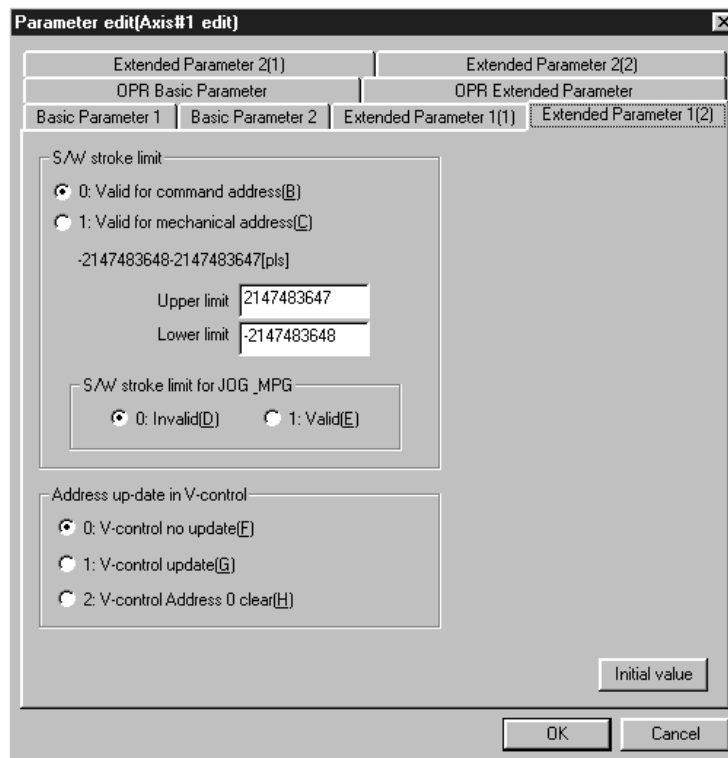 Parameter edit(Axis#1 edit)
Extended Parameter 2(1) Extended Parameter 2(2)
OPR Basic Parameter OPR Extended Parameter
Basic Parameter 1 Basic Parameter 2 Extended Parameter 1(1) Extended Parameter 1(2)
S/W stroke limit
0: Valid for command address(B)
1: Valid for mechanical address(C)
-2147483648-2147483647[pls]
Upper limit 2147483647
Lower limit -2147483648
S/W stroke limit for JOG _MPG
0: Invalid(D) 1: Valid(E)
Address up-date in V-control
0: V-control no update(F)
1: V-control update(G)
2: V-control Address 0 clear(H)
Initial value
OK Cancel